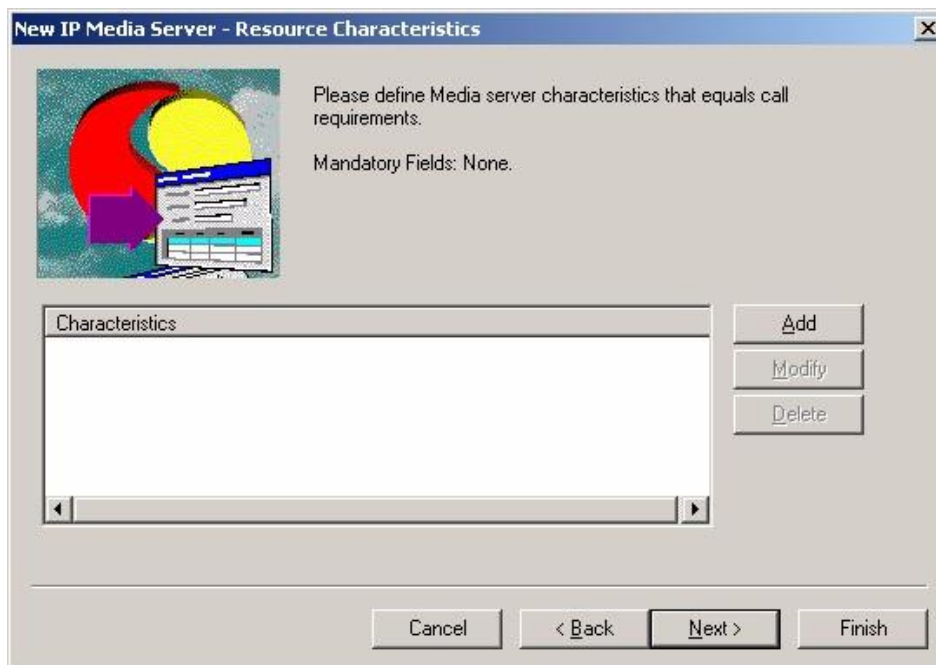 New IP Media Server - Resource Characteristics
Please define Media server characteristics that equals call
requirements.
Mandatory Fields: None.
Characteristics
Add
Modify
Delete
Cancel
< Back
Next >
Finish